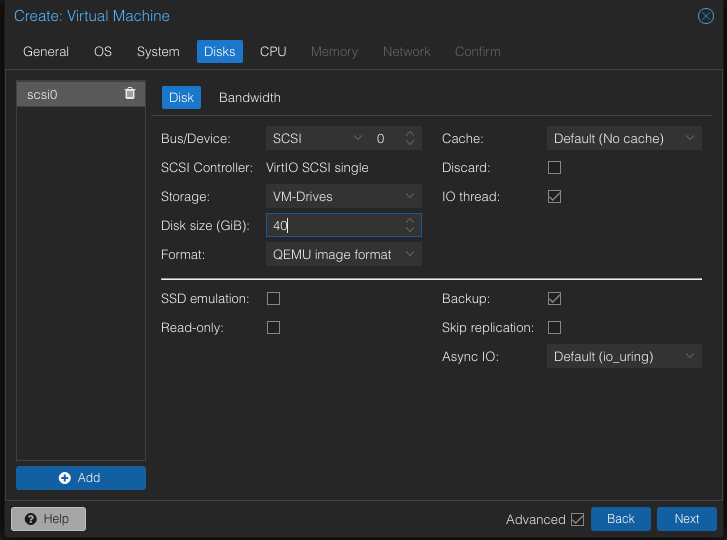 Create: Virtual Machine
General OS System Disks CPU Memory Network Confirm
scsi0
Disk Bandwidth
Bus/Device: SCSI 0 Cache: Default (No cache)
SCSI Controller: VirtIO SCSI single Discard:
Storage: VM-Drives IO thread:
Disk size (GiB): 40
Format: QEMU image format
SSD emulation: Backup:
Read-only: Skip replication:
Async IO: Default (io_uring)
Add
Help Advanced Back Next